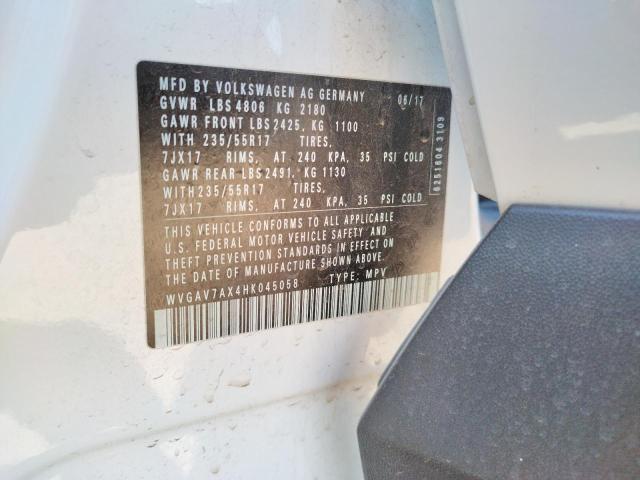 MFD BY VOLKSWAGEN AG GERMANY 06/17
GVWR LBS 4806 KG 2180
GAWR FRONT LBS 2425, KG 1100
WITH 235/55R17 TIRES,
7JX17 RIMS, AT 240 KPA, 35 PSI COLD
GAWR REAR LBS 2491, KG 1130
WITH 235/55R17 TIRES,
7JX17 RIMS, AT 240 KPA, 35 PSI COLD
THIS VEHICLE CONFORMS TO ALL APPLICABLE
U.S. FEDERAL MOTOR VEHICLE SAFETY AND
THEFT PREVENTION STANDARDS IN EFFECT ON
THE DATE OF MANUFACTURE SHOWN ABOVE.
WVGAV7AX4HK045058 TYPE: MPV
6251604 3109